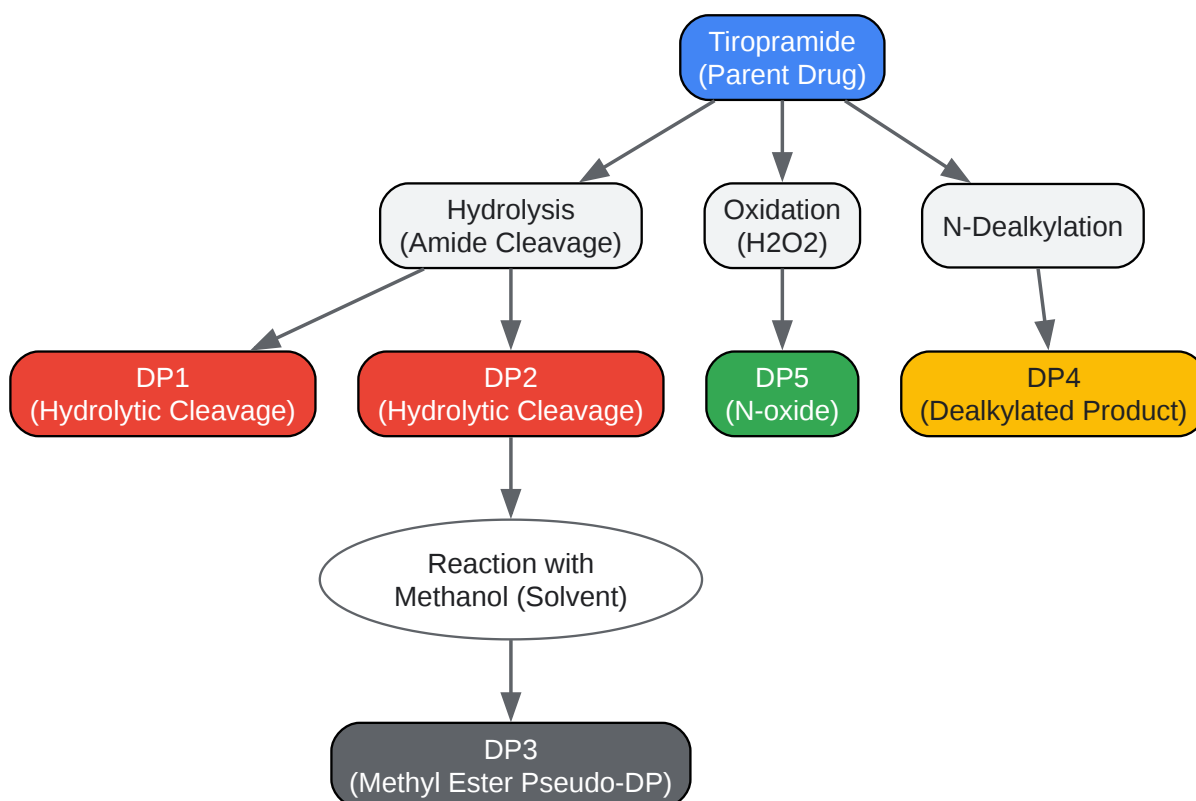 Tiropramide
(Parent Drug)
Hydrolysis
(Amide Cleavage)
Oxidation
(H2O2)
N-Dealkylation
DP1
(Hydrolytic Cleavage)
DP2
(Hydrolytic Cleavage)
DP5
(N-oxide)
DP4
(Dealkylated Product)
Reaction with
Methanol (Solvent)
DP3
(Methyl Ester Pseudo-DP)